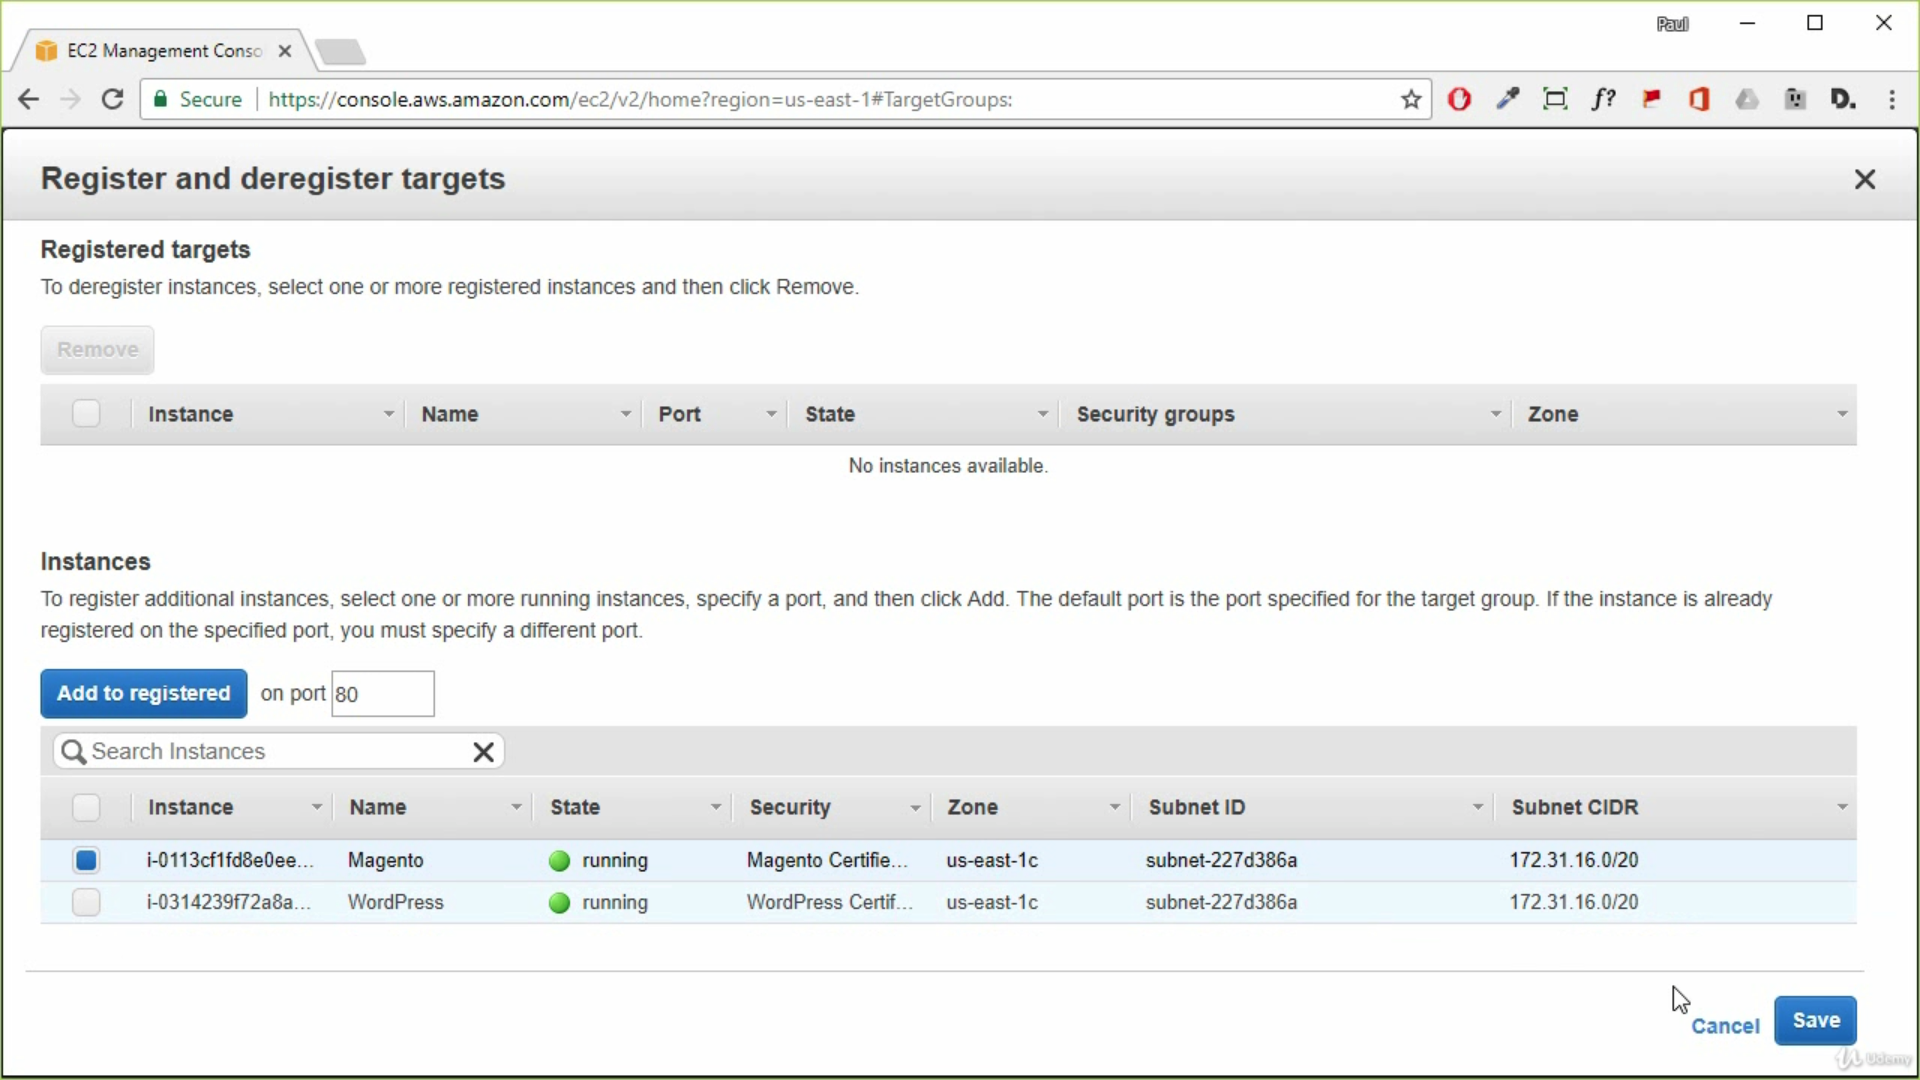 Paul
EC2 Management Conso
Secure
https://console.aws.amazon.com/ec2/v2/home?region=us-east-1#TargetGroups:
f?
D.
Register and deregister targets
Registered targets
To deregister instances, select one or more registered instances and then click Remove.
Remove
Instance Name Port State Security groups Zone
No instances available.
Instances
To register additional instances, select one or more running instances, specify a port, and then click Add. The default port is the port specified for the target group. If the instance is already
registered on the specified port, you must specify a different port.
Add to registered on port 80
Search Instances
Instance Name State Security Zone Subnet ID Subnet CIDR
i-0113cf1fd8e0ee... Magento running Magento Certifie... us-east-1c subnet-227d386a 172.31.16.0/20
i-0314239f72a8a... WordPress running WordPress Certif... us-east-1c subnet-227d386a 172.31.16.0/20
Cancel
Save
Udemy